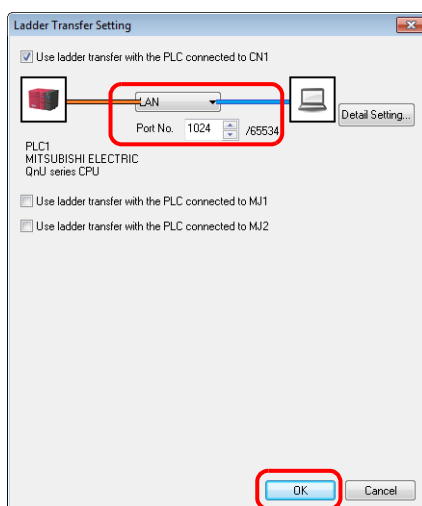 Ladder Transfer Setting
Use ladder transfer with the PLC connected to CN1
LAN
Detail Setting...
Port No. 1024 /65534
PLC1
MITSUBISHI ELECTRIC
QnU series CPU
Use ladder transfer with the PLC connected to MJ1
Use ladder transfer with the PLC connected to MJ2
OK Cancel